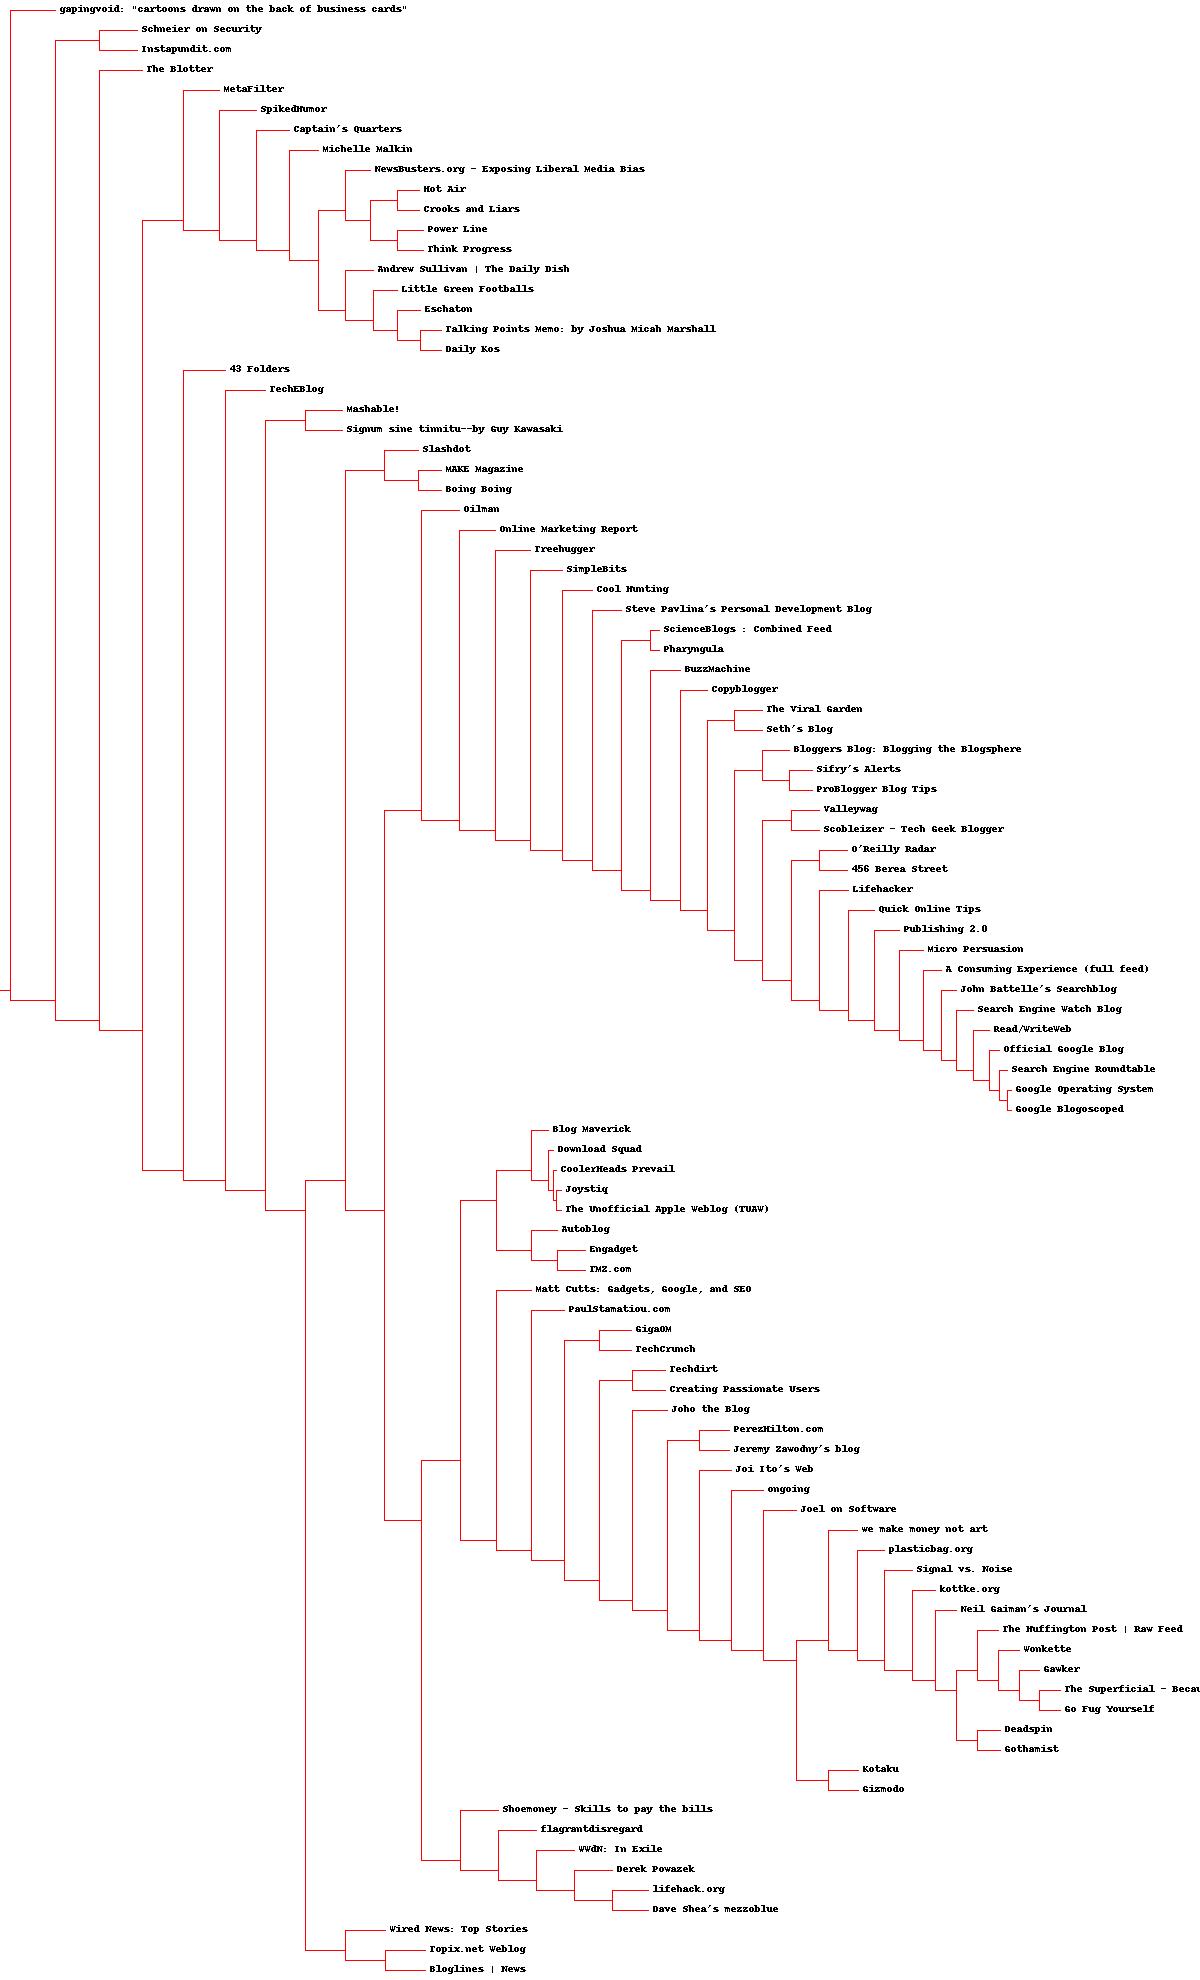 gapingvoid: "cartoons drawn on the back of business cards"
Schneier on Security
Instapundit.com
The Blotter
MetaFilter
SpikedHumor
Captain's Quarters
Michelle Malkin
NewsBusters.org - Exposing Liberal Media Bias
Hot Air
Crooks and Liars
Power Line
Think Progress
Andrew Sullivan | The Daily Dish
Little Green Footballs
Eschaton
Talking Points Memo: by Joshua Micah Marshall
Daily Kos
43 Folders
TechEBlog
Mashable!
Signum sine tinnitu--by Guy Kawasaki
Slashdot
MAKE Magazine
Boing Boing
Oilman
Online Marketing Report
Treehugger
SimpleBits
Cool Hunting
Steve Pavlina's Personal Development Blog
ScienceBlogs : Combined Feed
Pharyngula
BuzzMachine
Copyblogger
The Viral Garden
Seth's Blog
Bloggers Blog: Blogging the Blogsphere
Sifry's Alerts
ProBlogger Blog Tips
Valleywag
Scobleizer - Tech Geek Blogger
O'Reilly Radar
456 Berea Street
Lifehacker
Quick Online Tips
Publishing 2.0
Micro Persuasion
A Consuming Experience (full feed)
John Battelle's Searchblog
Search Engine Watch Blog
Read/WriteWeb
Official Google Blog
Search Engine Roundtable
Google Operating System
Google Blogoscoped
Blog Maverick
Download Squad
CoolerHeads Prevail
Joystiq
The Unofficial Apple Weblog (TUAW)
Autoblog
Engadget
TMZ.com
Matt Cutts: Gadgets, Google, and SEO
PaulStamatiou.com
GigaOM
TechCrunch
Techdirt
Creating Passionate Users
Joho the Blog
PerezHilton.com
Jeremy Zawodny's blog
Joi Ito's Web
ongoing
Joel on Software
we make money not art
plasticbag.org
Signal vs. Noise
kottke.org
Neil Gaiman's Journal
The Huffington Post | Raw Feed
Wonkette
Gawker
The Superficial - Becau
Go Fug Yourself
Deadspin
Gothamist
Kotaku
Gizmodo
Shoemoney - Skills to pay the bills
flagrantdisregard
WWdN: In Exile
Derek Powazek
lifehack.org
Dave Shea's mezzoblue
Wired News: Top Stories
Topix.net Weblog
Bloglines | News